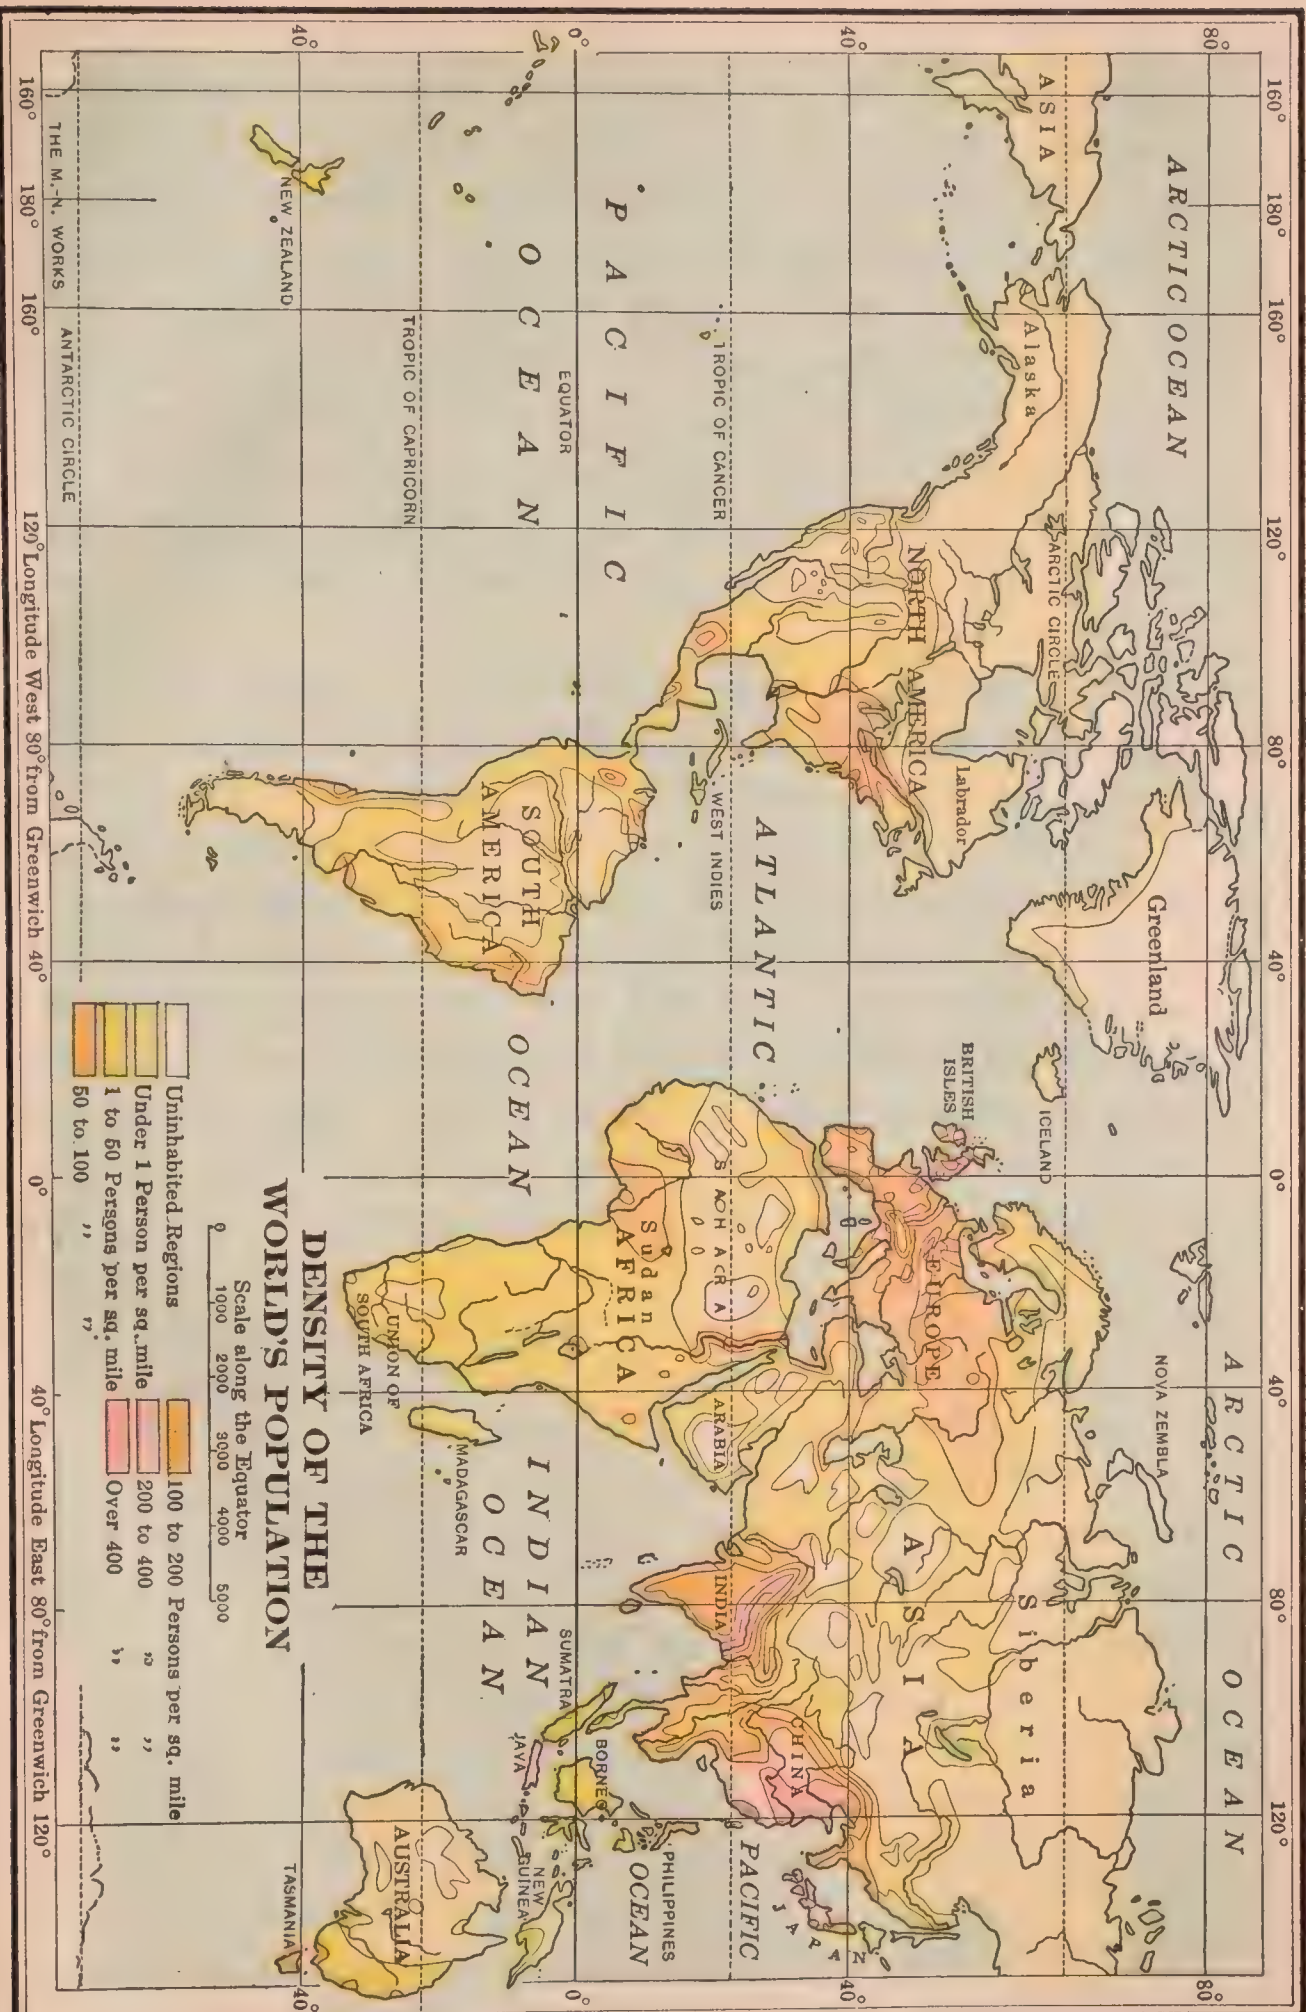 160°
180°
160°
120°
80°
40°
0°
40°
80°
120°
80°
80°
ARCTIC OCEAN
ARCTIC OCEAN
ASIA
Alaska
ARCTIC CIRCLE
Greenland
ICELAND
NOVA ZEMBLA
Siberia
Labrador
NORTH AMERICA
BRITISH
ISLES
EUROPE
ASIA
40°
40°
ATLANTIC
OCEAN
CHINA
JAPAN
TROPIC OF CANCER
WEST INDIES
SAHARA
ARABIA
INDIA
PACIFIC
OCEAN
PHILIPPINES
PACIFIC
OCEAN
Sudan
AFRICA
0°
EQUATOR
SUMATRA
BORNEO
JAVA
NEW
GUINEA
0°
SOUTH
AMERICA
INDIAN
OCEAN
MADAGASCAR
TROPIC OF CAPRICORN
UNION OF
SOUTH AFRICA
AUSTRALIA
TASMANIA
40°
NEW ZEALAND
40°
DENSITY OF THE
WORLD'S POPULATION
Scale along the Equator
0 1000 2000 3000 4000 5000
Uninhabited Regions
Under 1 Person per sq. mile
1 to 50 Persons per sq. mile
50 to 100 ,, ,,
100 to 200 Persons per sq. mile
200 to 400 ,, ,,
Over 400 ,, ,,
ANTARCTIC CIRCLE
THE M.-N. WORKS
160°
180°
160°
120° Longitude West 80° from Greenwich 40°
0°
40° Longitude East 80° from Greenwich 120°